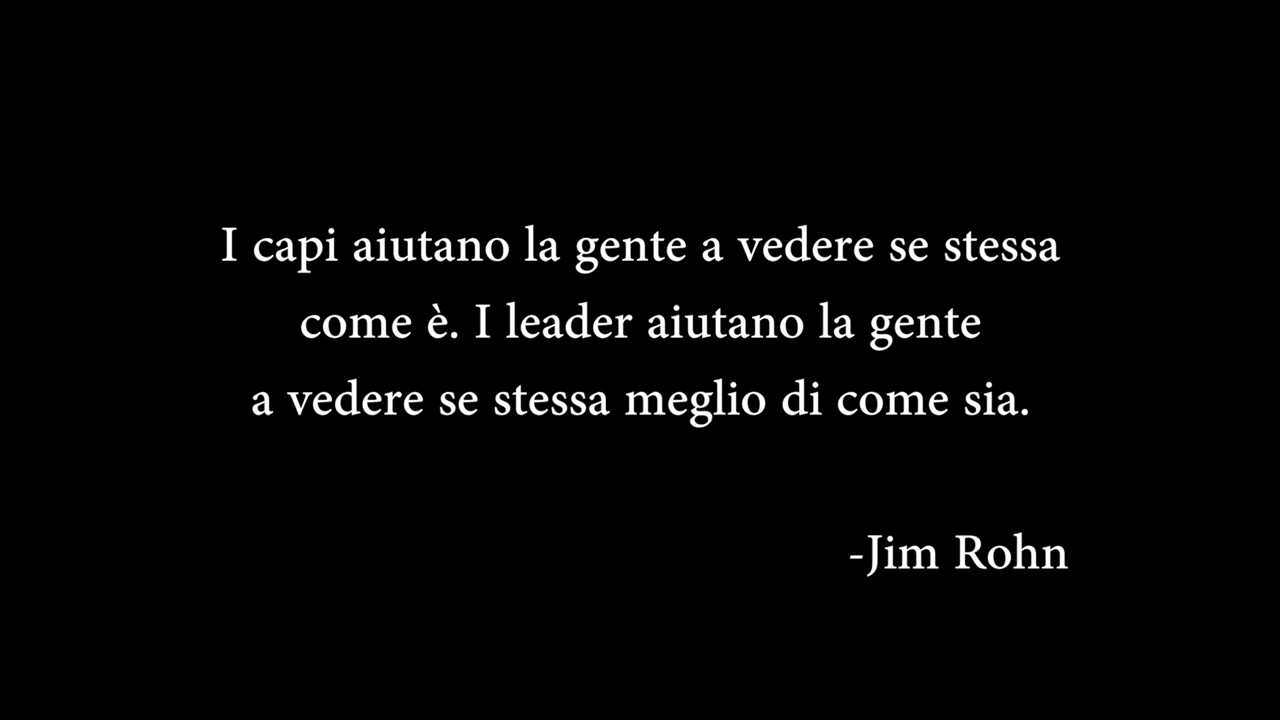 I capi aiutano la gente a vedere se stessa
come è. I leader aiutano la gente
a vedere se stessa meglio di come sia.
-Jim Rohn